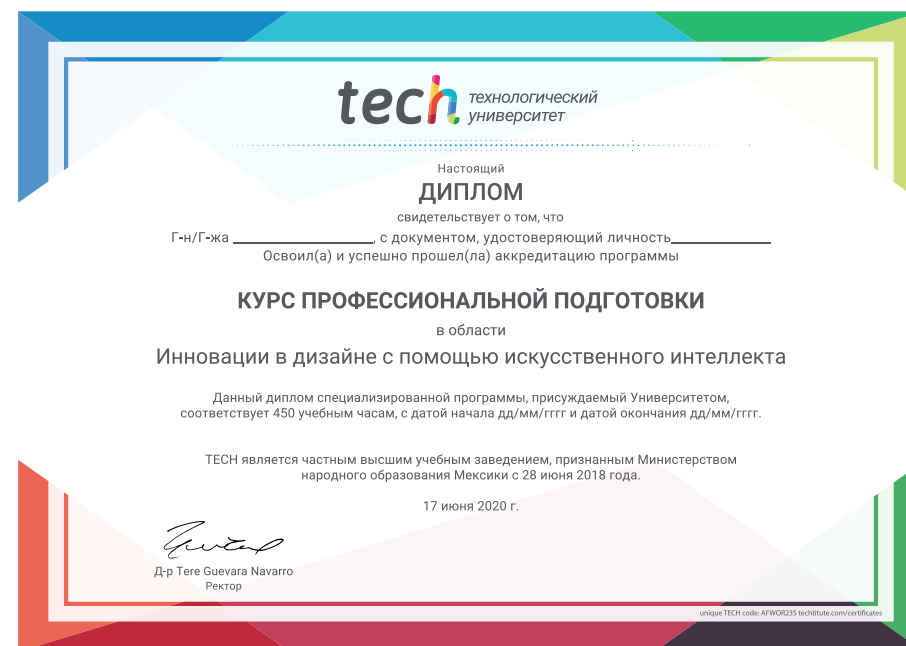 tech технологический
университет
Настоящий
ДИПЛОМ
свидетельствует о том, что
Г-н/Г-жа ____________, с документом, удостоверяющий личность____________
Освоил(а) и успешно прошел(ла) аккредитацию программы
КУРС ПРОФЕССИОНАЛЬНОЙ ПОДГОТОВКИ
в области
Инновации в дизайне с помощью искусственного интеллекта
Данный диплом специализированной программы, присуждаемый Университетом,
соответствует 450 учебным часам, с датой начала дд/мм/гггг и датой окончания дд/мм/гггг.
TECH является частным высшим учебным заведением, признанным Министерством
народного образования Мексики с 28 июня 2018 года.
17 июня 2020 г.
Д-р Tere Guevara Navarro
Ректор
unique TECH code: AFWOR235 techtitute.com/certificates